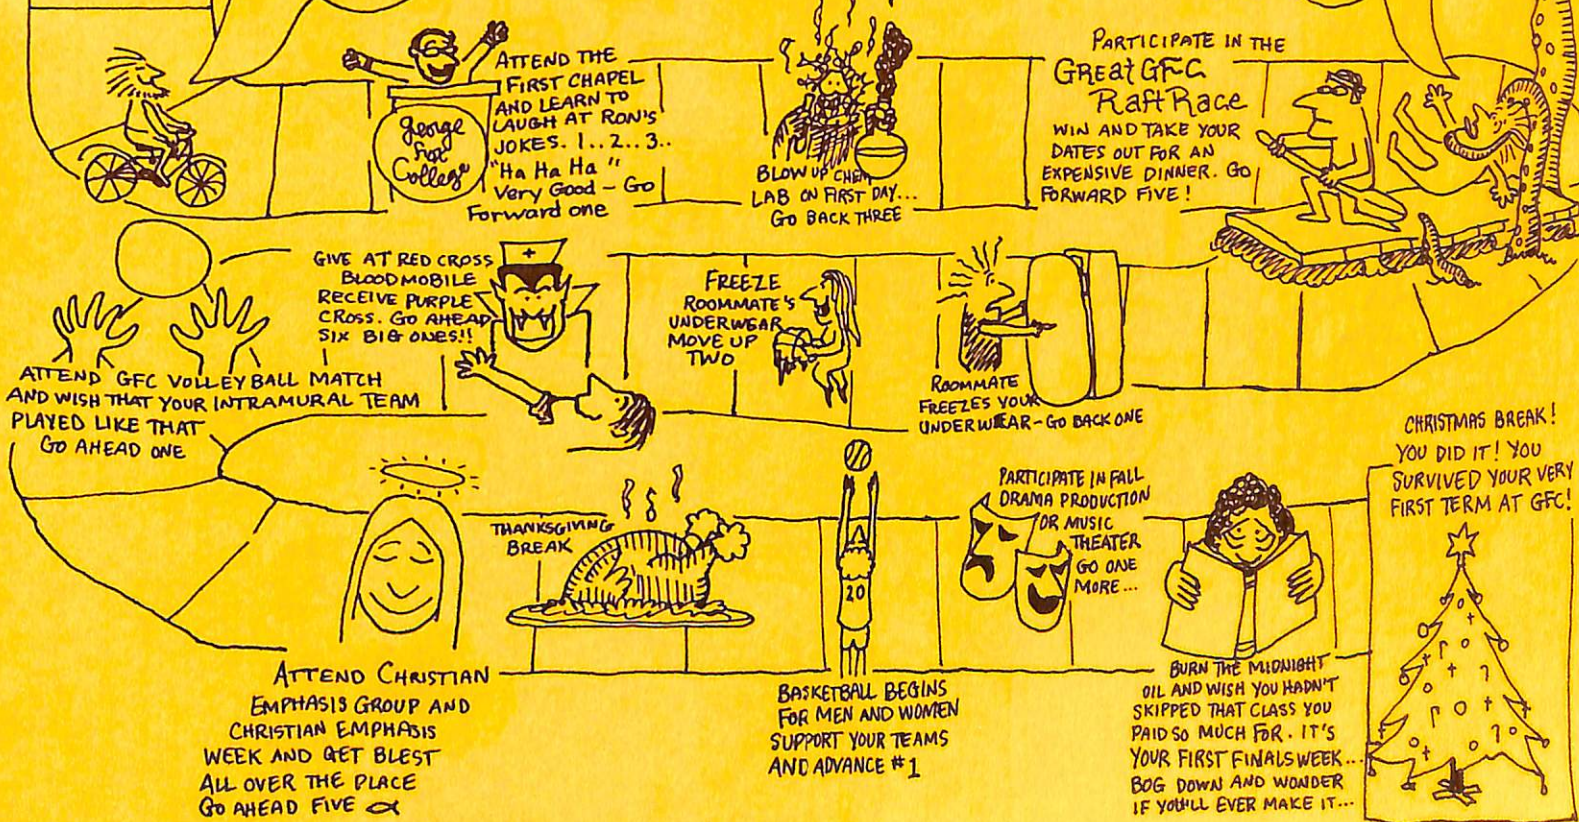 ATTEND THE
FIRST CHAPEL
AND LEARN TO
LAUGH AT RON'S
JOKES. 1..2..3..
"Ha Ha Ha"
Very Good - Go
Forward one
george
fox
College
BLOW UP CHEM
LAB ON FIRST DAY...
GO BACK THREE
PARTICIPATE IN THE
GREAT GFC
Raft Race
WIN AND TAKE YOUR
DATES OUT FOR AN
EXPENSIVE DINNER. GO
FORWARD FIVE!
ROOMMATE
FREEZES YOUR
UNDERWEAR-GO BACK ONE
FREEZE
ROOMMATE'S
UNDERWEAR
MOVE UP
TWO
GIVE AT RED CROSS
BLOODMOBILE
RECEIVE PURPLE
CROSS. GO AHEAD
SIX BIG ONES!!
ATTEND GFC VOLLEYBALL MATCH
AND WISH THAT YOUR INTRAMURAL TEAM
PLAYED LIKE THAT
GO AHEAD ONE
ATTEND CHRISTIAN
EMPHASIS GROUP AND
CHRISTIAN EMPHASIS
WEEK AND GET BLEST
ALL OVER THE PLACE
GO AHEAD FIVE
THANKSGIVING
BREAK
20
BASKETBALL BEGINS
FOR MEN AND WOMEN
SUPPORT YOUR TEAMS
AND ADVANCE #1
PARTICIPATE IN FALL
DRAMA PRODUCTION
OR MUSIC
THEATER
GO ONE
MORE...
BURN THE MIDNIGHT
OIL AND WISH YOU HADN'T
SKIPPED THAT CLASS YOU
PAID SO MUCH FOR. IT'S
YOUR FIRST FINALS WEEK...
BOG DOWN AND WONDER
IF YOU'LL EVER MAKE IT...
CHRISTMAS BREAK!
YOU DID IT! YOU
SURVIVED YOUR VERY
FIRST TERM AT GFC!